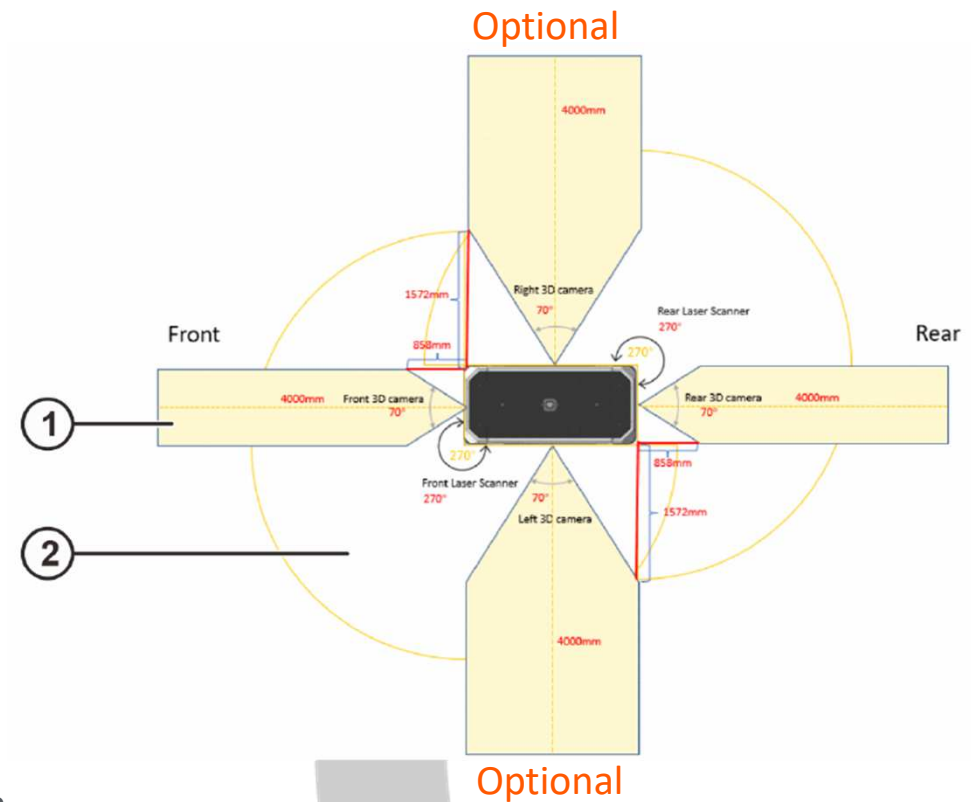 Optional
4000mm
Right 3D camera
70°
1572mm
Rear Laser Scanner
270°
Front
Rear
858mm
270°
4000mm
Front 3D camera
70°
Rear 3D camera
70°
4000mm
1
270°
858mm
Front Laser Scanner
270°
70°
1572mm
Left 3D camera
2
4000mm
Optional